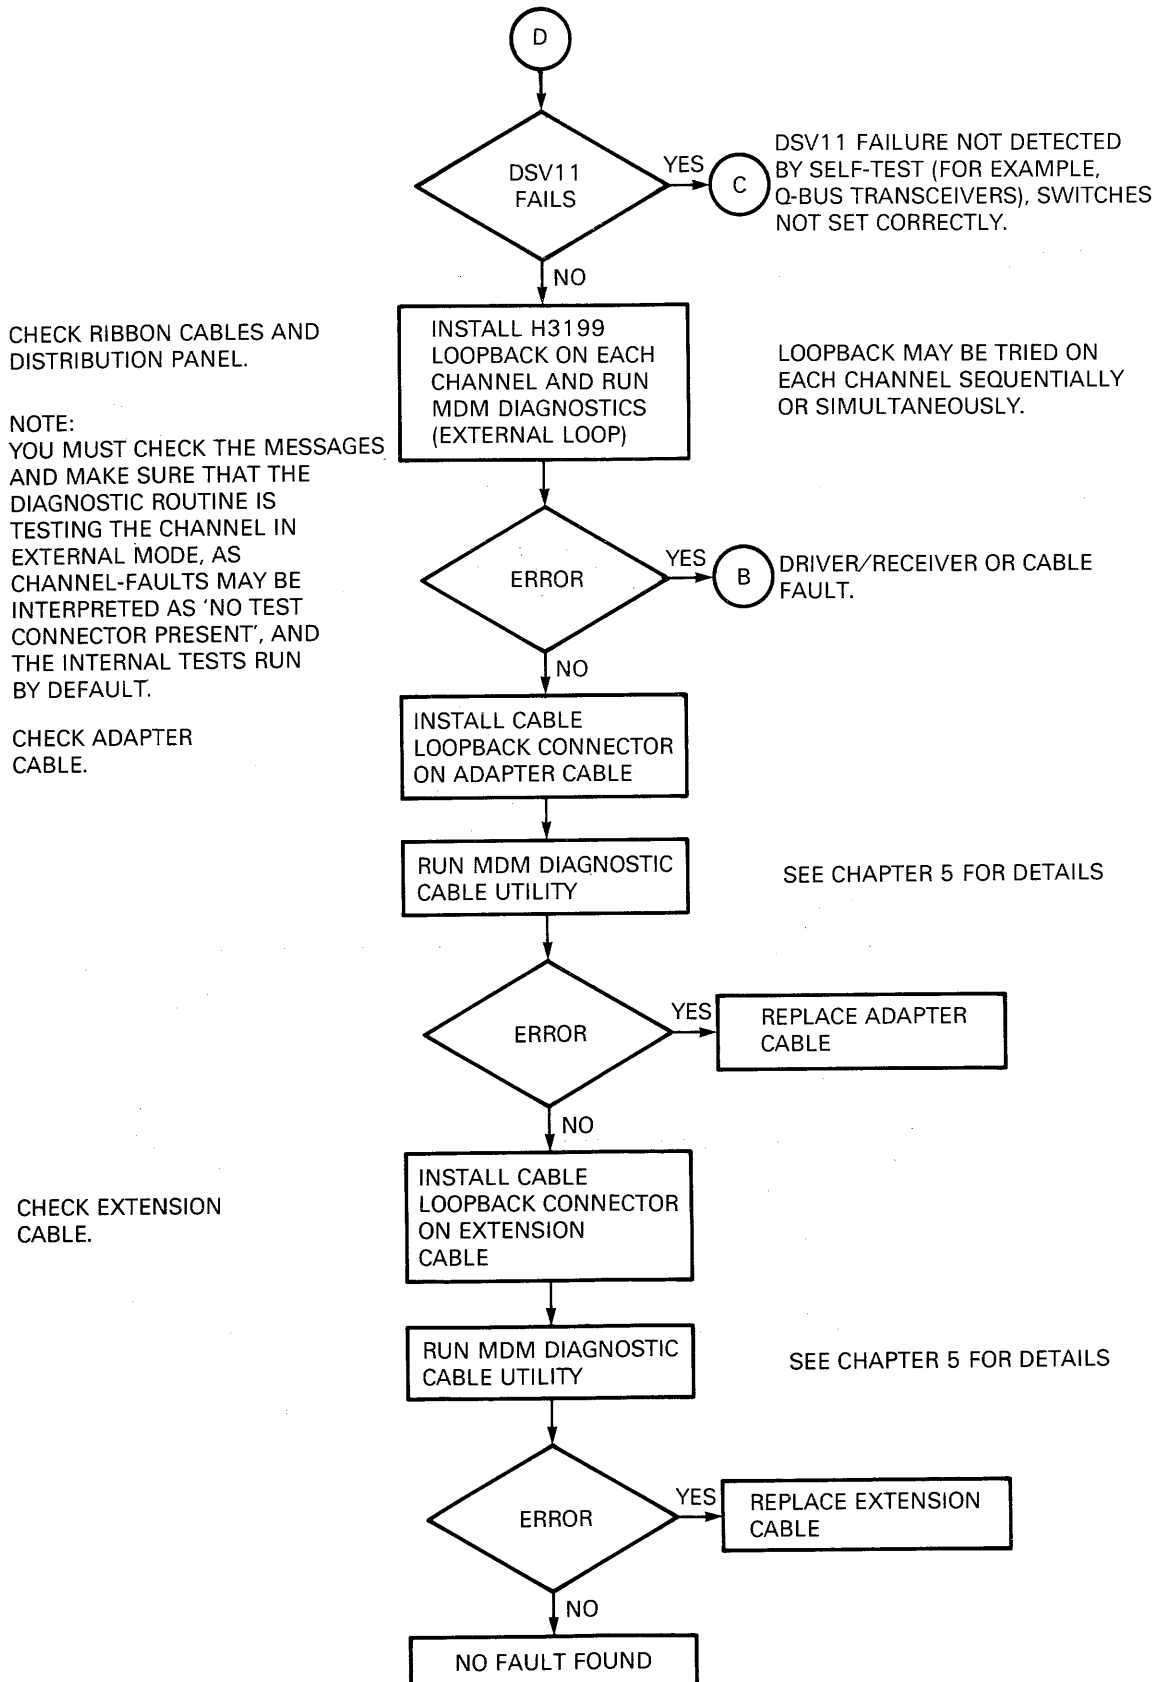 D
DSV11
FAILS
YES
C
DSV11 FAILURE NOT DETECTED
BY SELF-TEST (FOR EXAMPLE,
Q-BUS TRANSCEIVERS), SWITCHES
NOT SET CORRECTLY.
NO
CHECK RIBBON CABLES AND
DISTRIBUTION PANEL.
INSTALL H3199
LOOPBACK ON EACH
CHANNEL AND RUN
MDM DIAGNOSTICS
(EXTERNAL LOOP)
LOOPBACK MAY BE TRIED ON
EACH CHANNEL SEQUENTIALLY
OR SIMULTANEOUSLY.
NOTE:
YOU MUST CHECK THE MESSAGES
AND MAKE SURE THAT THE
DIAGNOSTIC ROUTINE IS
TESTING THE CHANNEL IN
EXTERNAL MODE, AS
CHANNEL-FAULTS MAY BE
INTERPRETED AS 'NO TEST
CONNECTOR PRESENT', AND
THE INTERNAL TESTS RUN
BY DEFAULT.
ERROR
YES
B
DRIVER/RECEIVER OR CABLE
FAULT.
NO
CHECK ADAPTER
CABLE.
INSTALL CABLE
LOOPBACK CONNECTOR
ON ADAPTER CABLE
RUN MDM DIAGNOSTIC
CABLE UTILITY
SEE CHAPTER 5 FOR DETAILS
ERROR
YES
REPLACE ADAPTER
CABLE
NO
CHECK EXTENSION
CABLE.
INSTALL CABLE
LOOPBACK CONNECTOR
ON EXTENSION
CABLE
RUN MDM DIAGNOSTIC
CABLE UTILITY
SEE CHAPTER 5 FOR DETAILS
ERROR
YES
REPLACE EXTENSION
CABLE
NO
NO FAULT FOUND